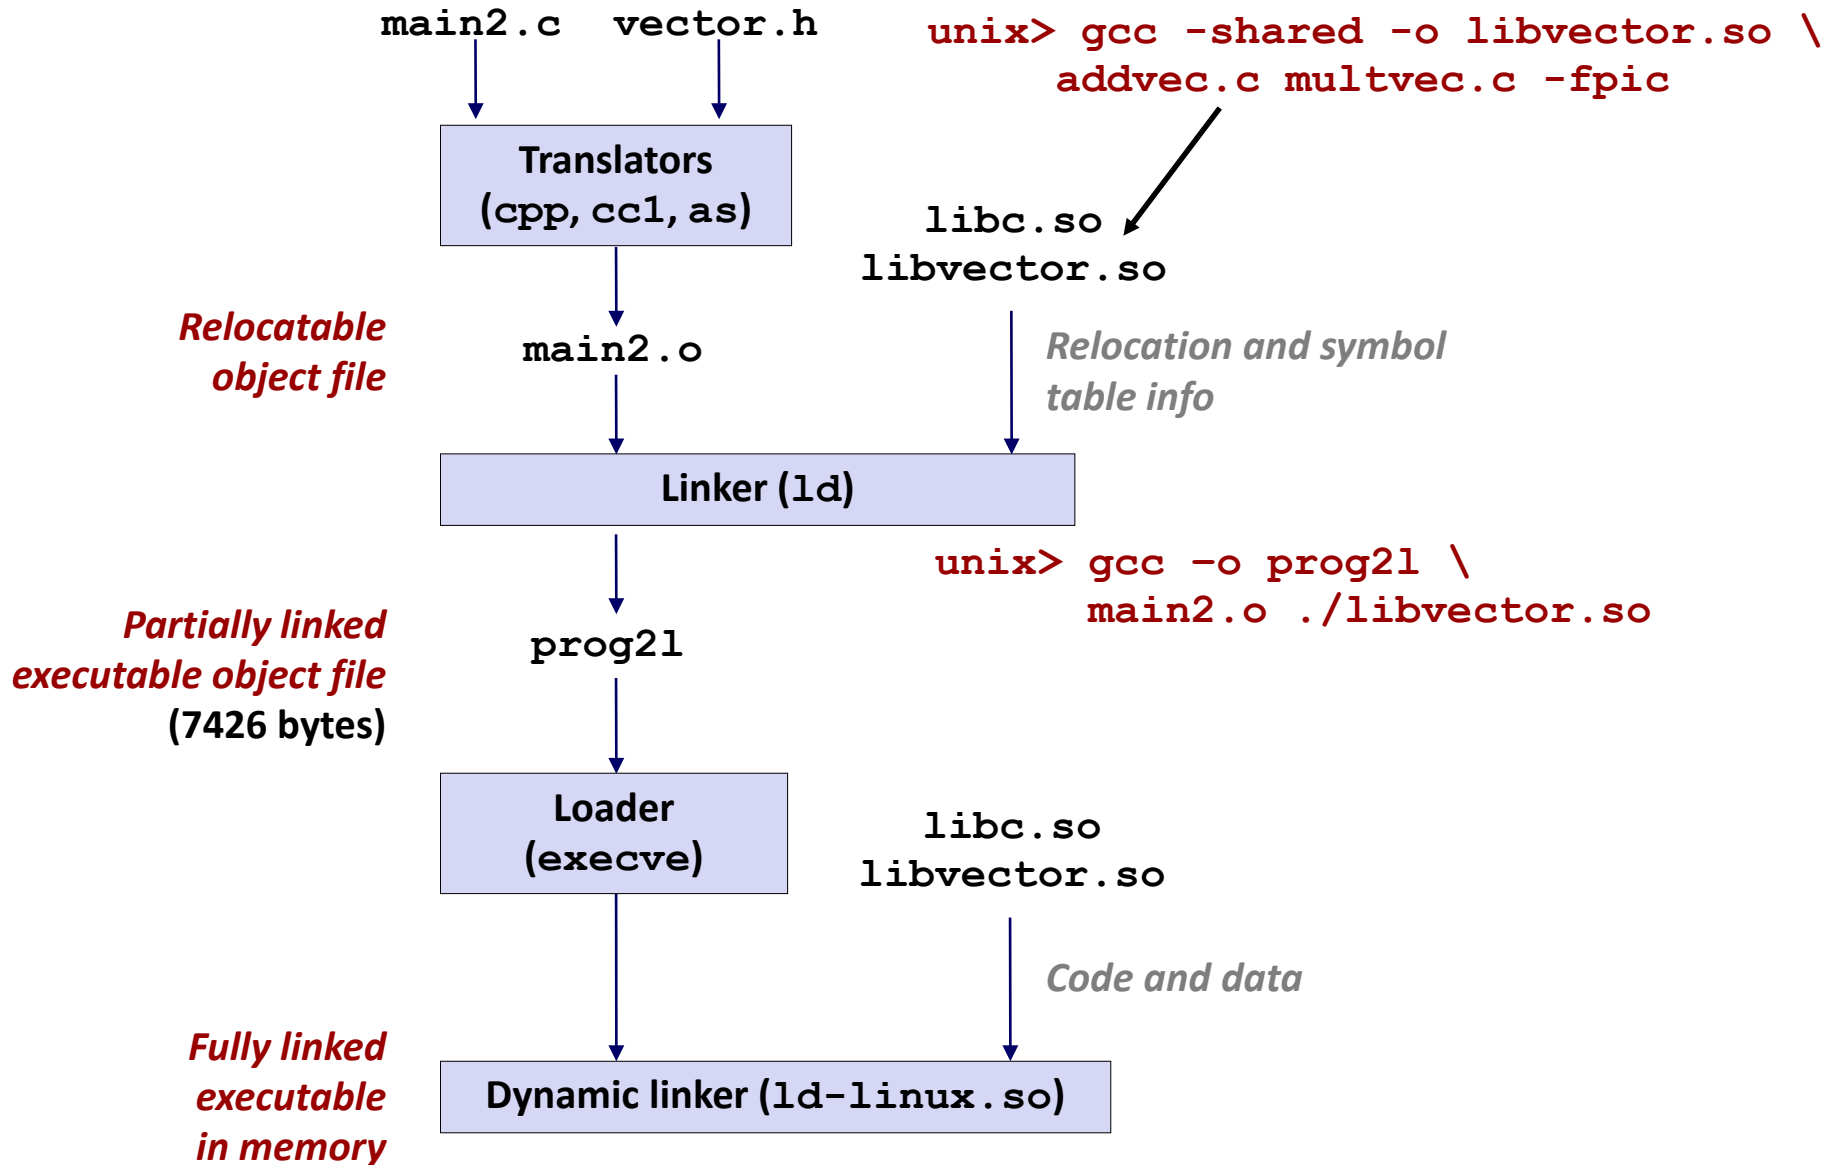 main2.c vector.h
unix> gcc -shared -o libvector.so \
addvec.c multvec.c -fpic
Translators
(cpp, cc1, as)
libc.so
libvector.so
Relocatable
object file
main2.o
Relocation and symbol
table info
Linker (ld)
unix> gcc –o prog2l \
main2.o ./libvector.so
Partially linked
executable object file
(7426 bytes)
prog2l
Loader
(execve)
libc.so
libvector.so
Code and data
Fully linked
executable
in memory
Dynamic linker (ld-linux.so)